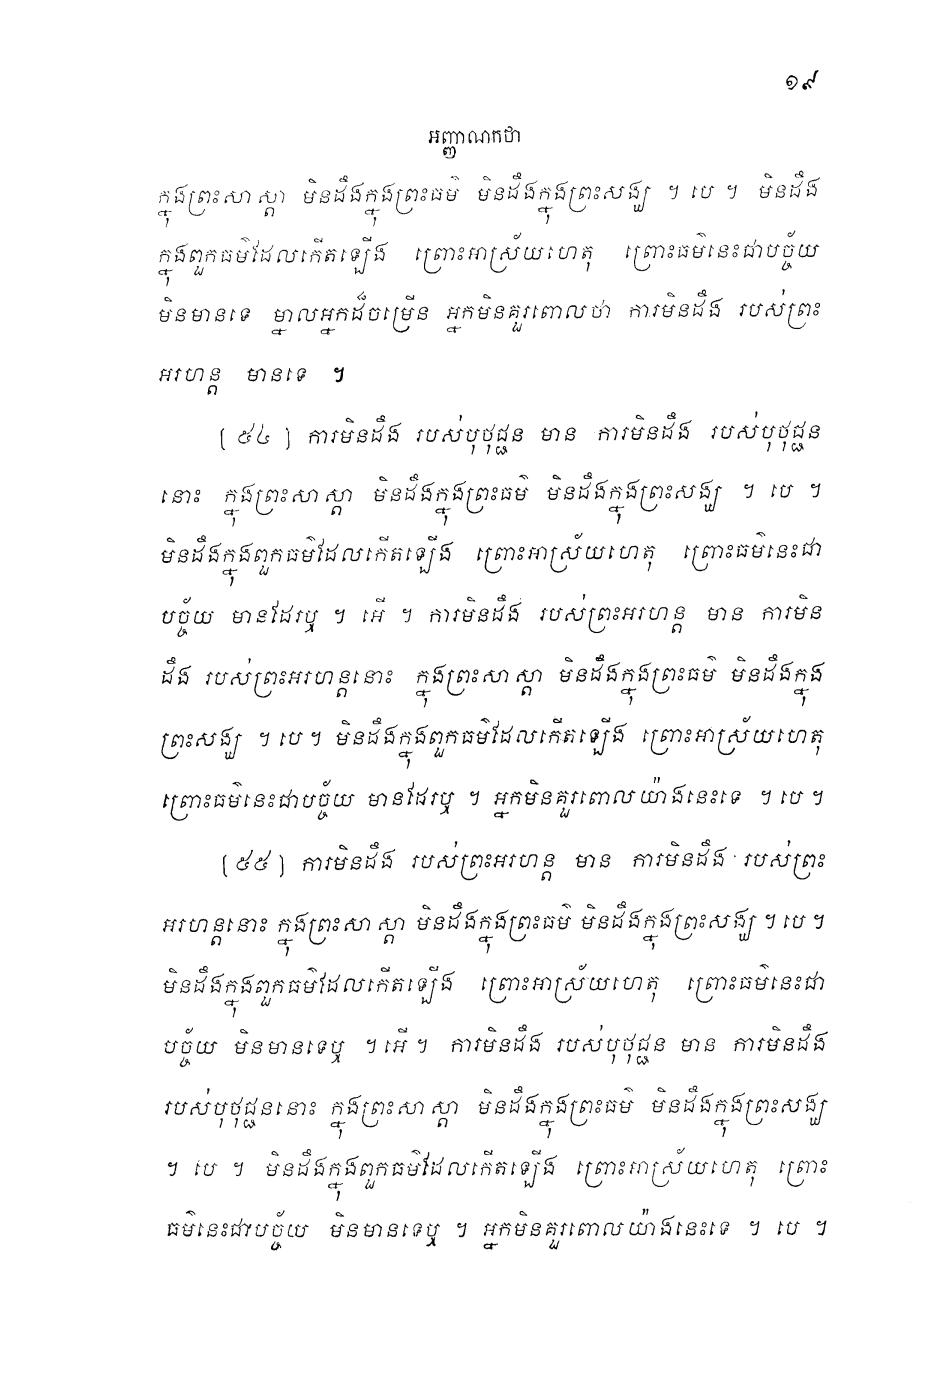 ១៩
អញ្ញាណកថា
ក្នុងព្រះសាស្តា មិនដឹងក្នុងព្រះធម៌ មិនដឹងក្នុងព្រះសង្ឃ ។ បេ ។ មិនដឹង
ក្នុងពួកធម៌ដែលកើតឡើង ព្រោះអាស្រ័យហេតុ ព្រោះធម៌នេះជាបច្ច័យ
មិនមានទេ ម្នាលអ្នកដ៏ចម្រើន អ្នកមិនគួរពោលថា ការមិនដឹង របស់ព្រះ
អរហន្ត មានទេ ៗ
[ ៥៤ ] ការមិនដឹង របស់បុថុជ្ជន មាន ការមិនដឹង របស់បុថុជ្ជន
នោះ ក្នុងព្រះសាស្តា មិនដឹងក្នុងព្រះធម៌ មិនដឹងក្នុងព្រះសង្ឃ ។ បេ ។
មិនដឹងក្នុងពួកធម៌ដែលកើតឡើង ព្រោះអាស្រ័យហេតុ ព្រោះធម៌នេះជា
បច្ច័យ មានដែរឬ ។ អើ ។ ការមិនដឹង របស់ព្រះអរហន្ត មាន ការមិន
ដឹង របស់ព្រះអរហន្តនោះ ក្នុងព្រះសាស្តា មិនដឹងក្នុងព្រះធម៌ មិនដឹងក្នុង
ព្រះសង្ឃ ។ បេ ។ មិនដឹងក្នុងពួកធម៌ដែលកើតឡើង ព្រោះអាស្រ័យហេតុ
ព្រោះធម៌នេះជាបច្ច័យ មានដែរឬ ។ អ្នកមិនគួរពោលយ៉ាងនេះទេ ។ បេ ។
[ ៥៥ ] ការមិនដឹង របស់ព្រះអរហន្ត មាន ការមិនដឹង របស់ព្រះ
អរហន្តនោះ ក្នុងព្រះសាស្តា មិនដឹងក្នុងព្រះធម៌ មិនដឹងក្នុងព្រះសង្ឃ ។ បេ ។
មិនដឹងក្នុងពួកធម៌ដែលកើតឡើង ព្រោះអាស្រ័យហេតុ ព្រោះធម៌នេះជា
បច្ច័យ មិនមានទេឬ ។ អើ ។ ការមិនដឹង របស់បុថុជ្ជន មាន ការមិនដឹង
របស់បុថុជ្ជននោះ ក្នុងព្រះសាស្តា មិនដឹងក្នុងព្រះធម៌ មិនដឹងក្នុងព្រះសង្ឃ
។ បេ ។ មិនដឹងក្នុងពួកធម៌ដែលកើតឡើង ព្រោះអាស្រ័យហេតុ ព្រោះ
ធម៌នេះជាបច្ច័យ មិនមានទេឬ ។ អ្នកមិនគួរពោលយ៉ាងនេះទេ ។ បេ ។